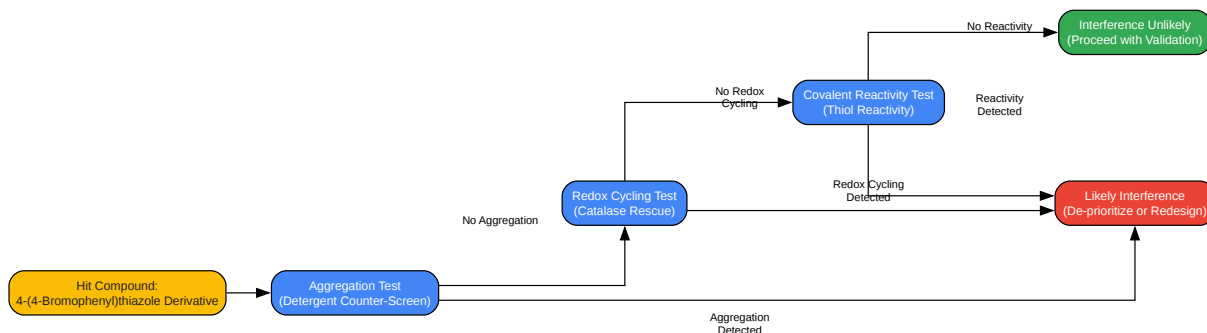 Hit Compound:
4-(4-Bromophenyl)thiazole Derivative
Aggregation Test
(Detergent Counter-Screen)
No Aggregation
Aggregation
Detected
Redox Cycling Test
(Catalase Rescue)
No Redox
Cycling
Redox Cycling
Detected
Covalent Reactivity Test
(Thiol Reactivity)
No Reactivity
Reactivity
Detected
Interference Unlikely
(Proceed with Validation)
Likely Interference
(De-prioritize or Redesign)